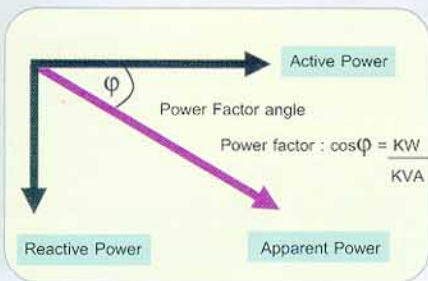 Active Power
φ
Power Factor angle
Power factor : cosφ = KW
KVA
Reactive Power
Apparent Power